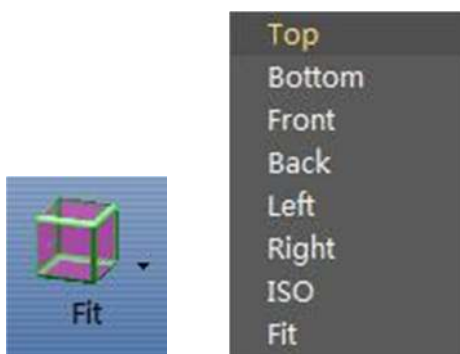 Fit
Top
Bottom
Front
Back
Left
Right
ISO
Fit